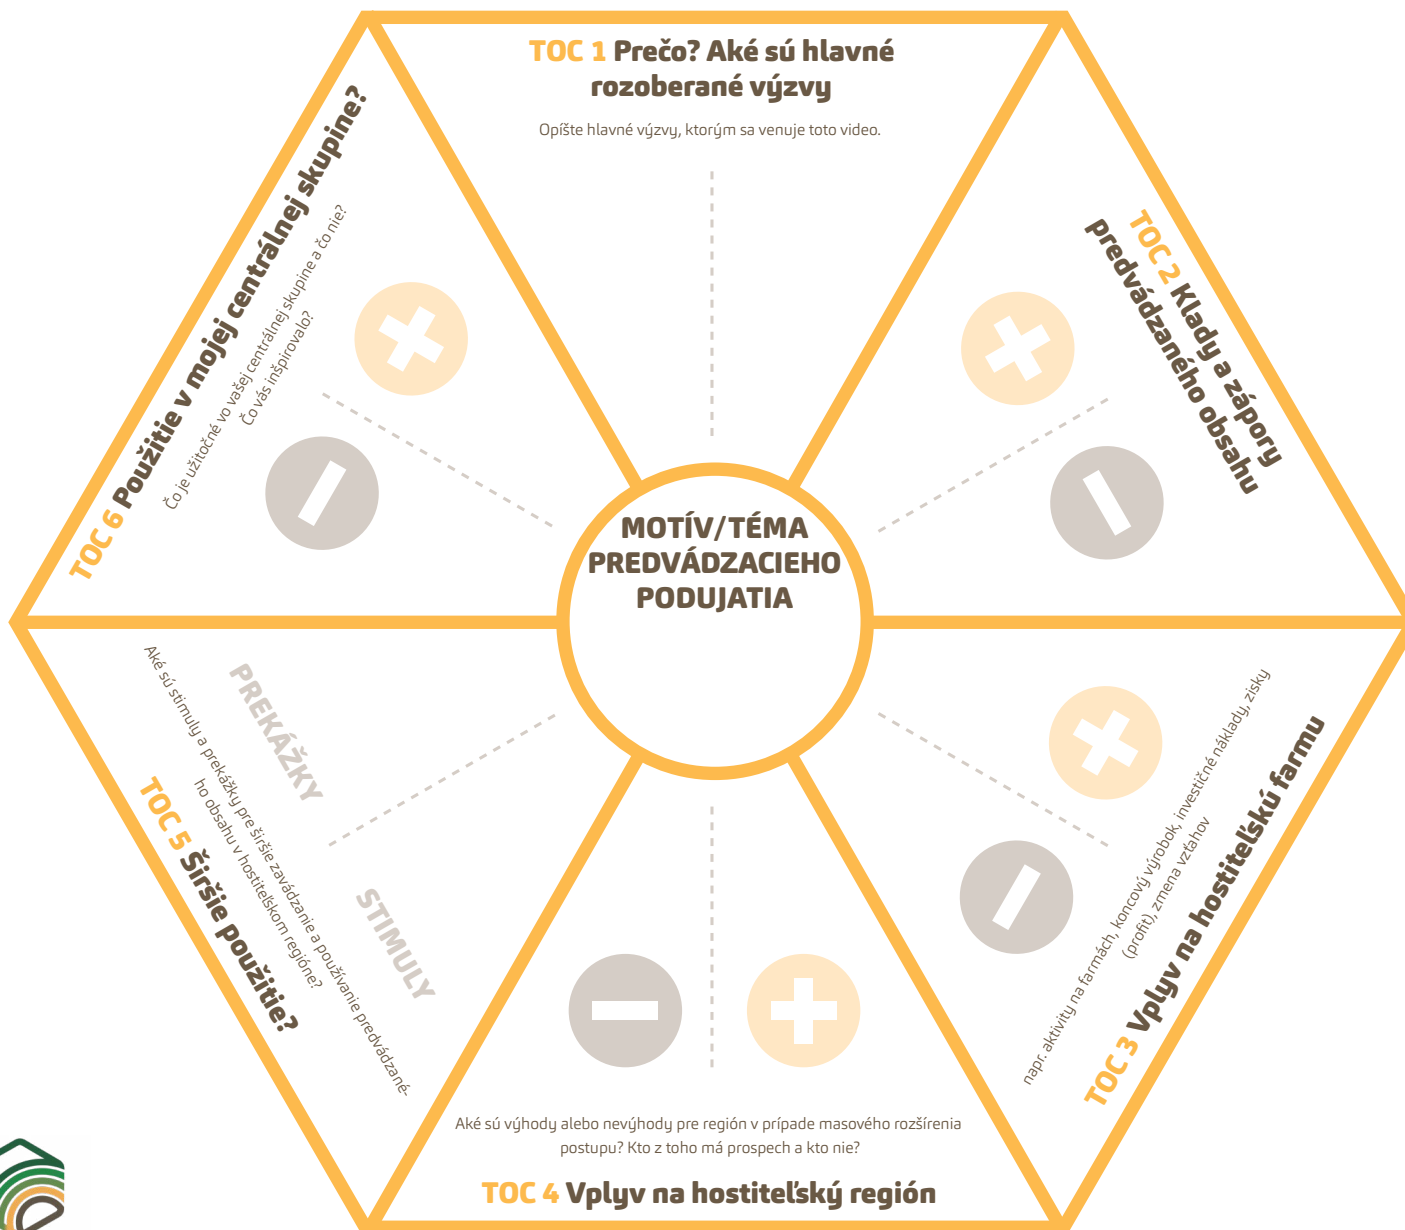 TOC 1 Prečo? Aké sú hlavné
rozoberané výzvy
Opíšte hlavné výzvy, ktorým sa venuje toto video.
TOC 2 Klady a zápory
predvádzaného obsahu
napr. aktivity na farmách, koncový výrobok, investičné náklady, zisky
(profit), zmena vzťahov
TOC 3 Vplyv na hostiteľskú farmu
Aké sú výhody alebo nevýhody pre región v prípade masového rozšírenia
postupu? Kto z toho má prospech a kto nie?
TOC 4 Vplyv na hostiteľský región
PREKÁŽKY
STIMULY
Aké sú stimuly a prekážky pre širšie zavádzanie a používanie predvádzané-
ho obsahu v hostiteľskom regióne?
TOC 5 Širšie použitie?
TOC 6 Použitie v mojej centrálnej skupine?
Čo je užitočné vo vašej centrálnej skupine a čo nie?
Čo vás inšpirovalo?
MOTÍV/TÉMA
PREDVÁDZACIEHO
PODUJATIA